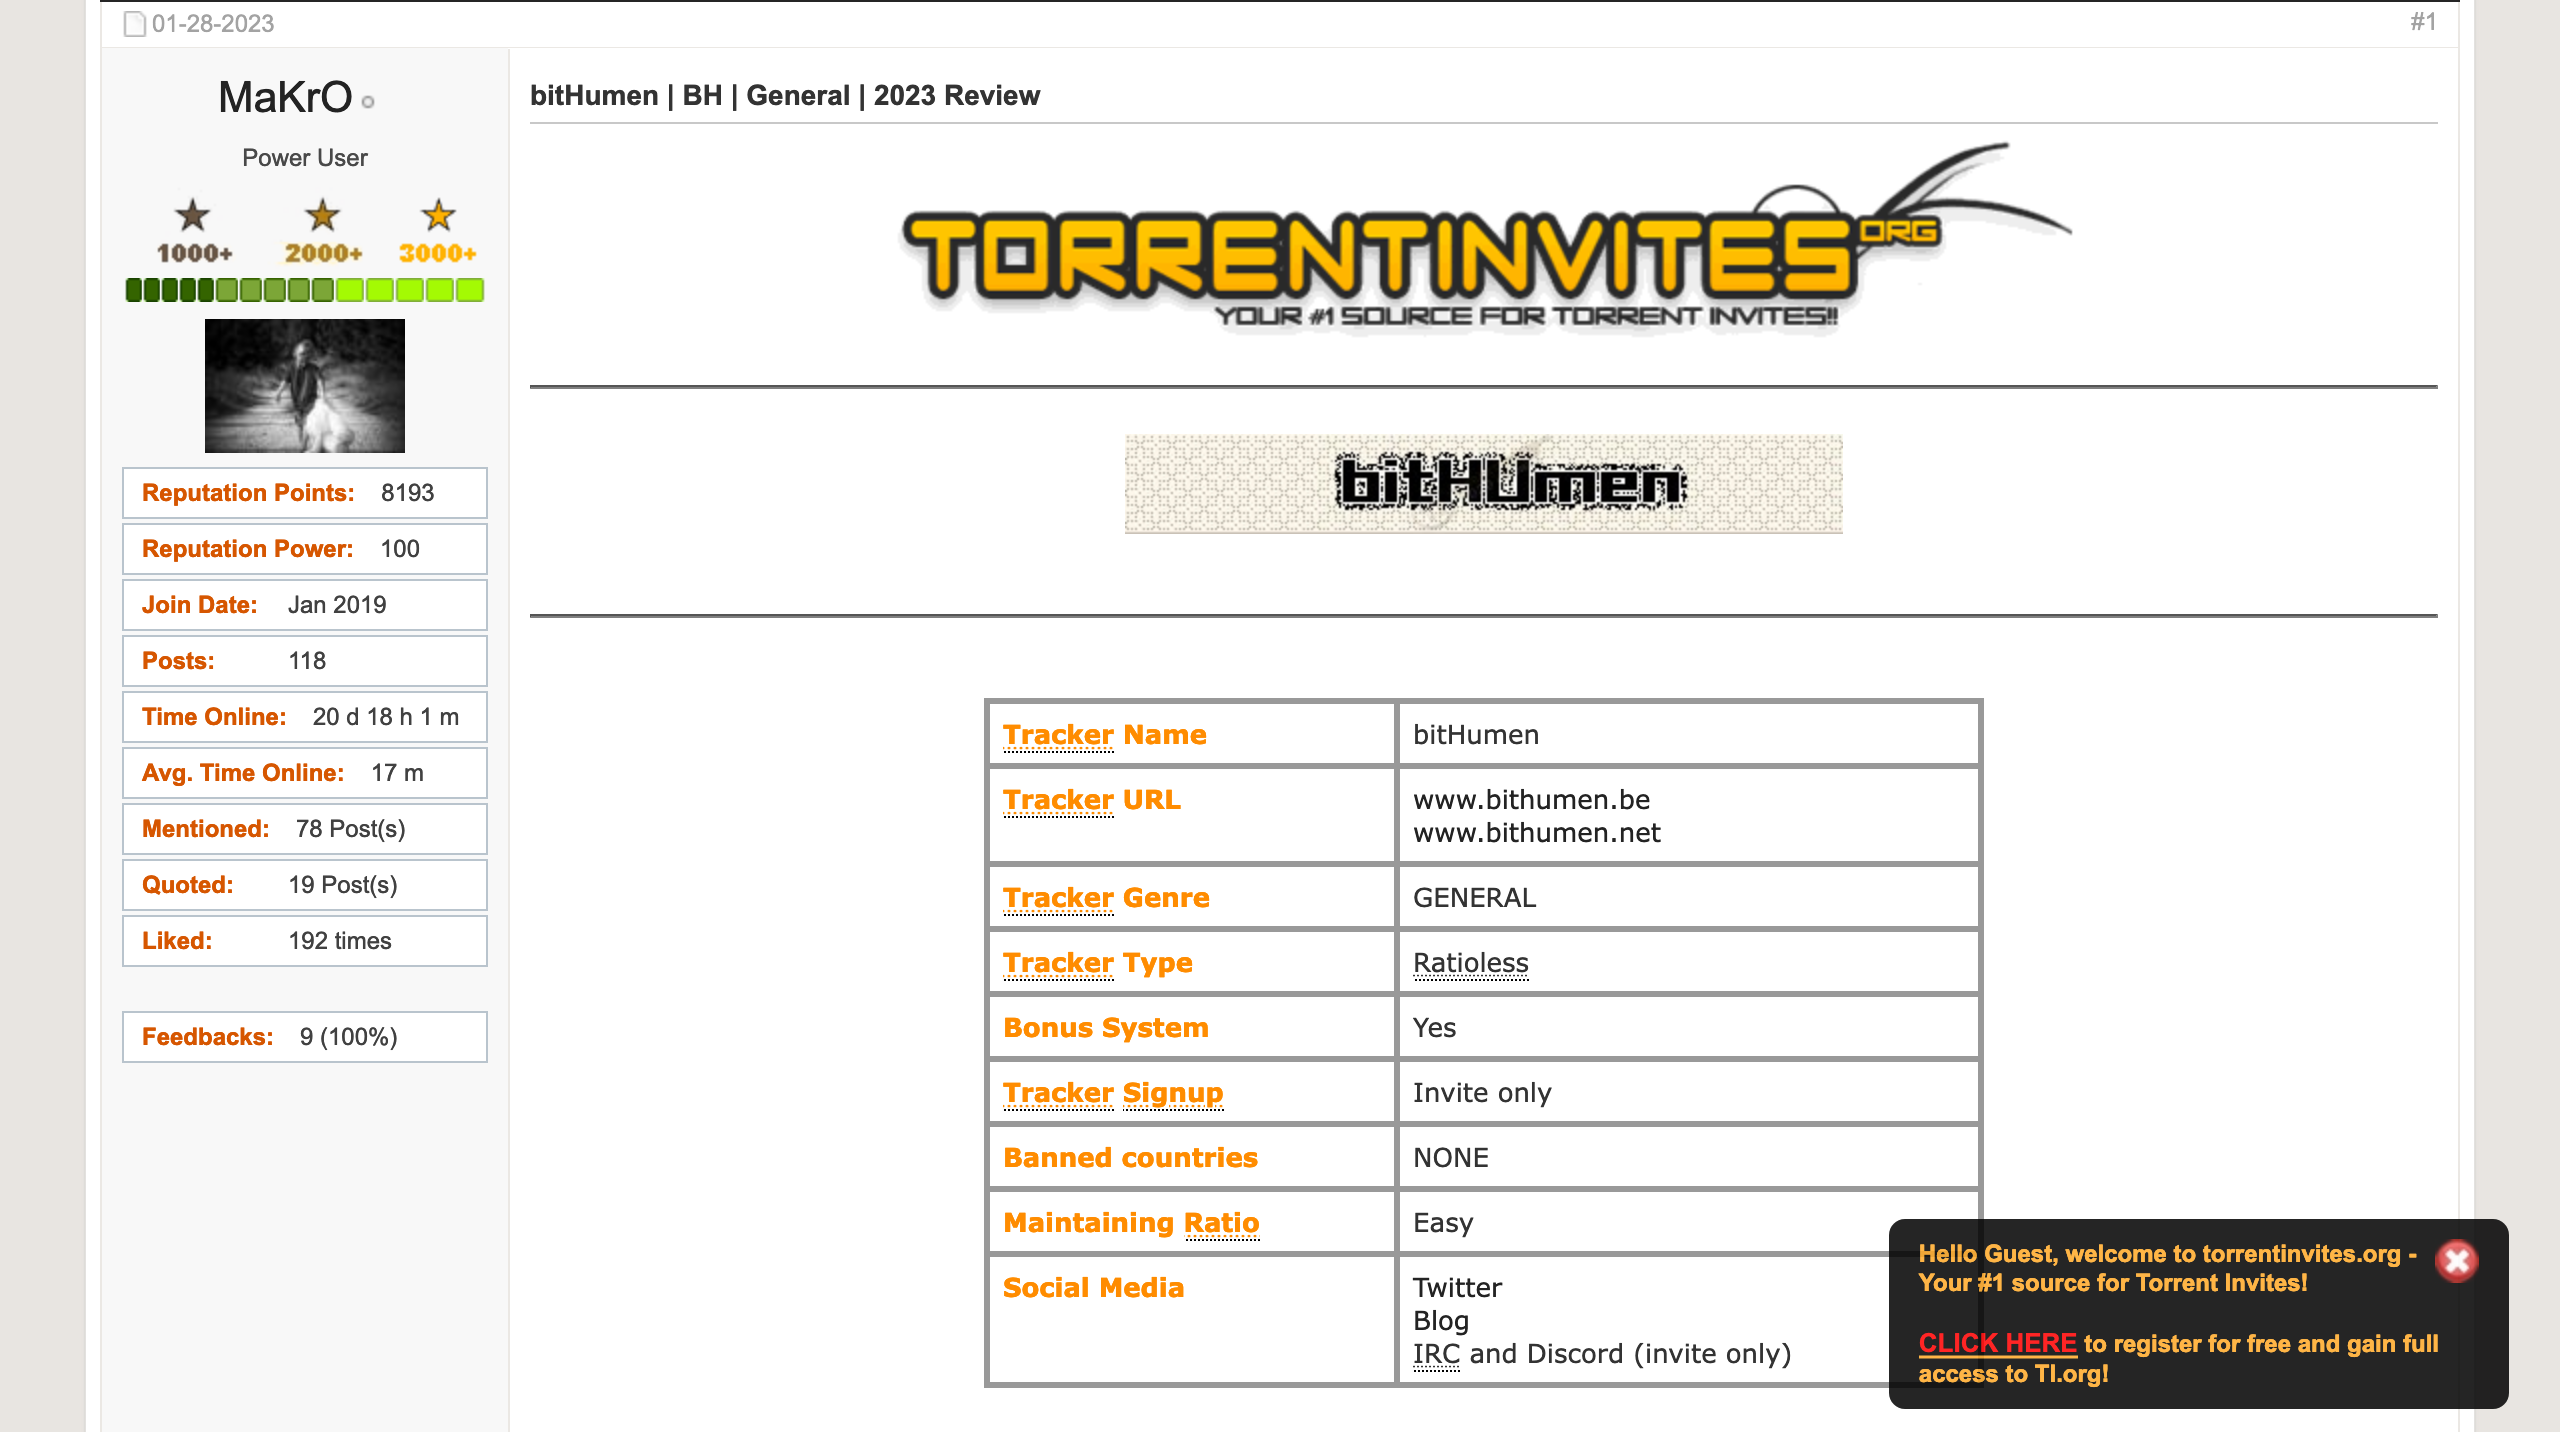 01-28-2023
#1
MaKrO
Power User
1000+ 2000+ 3000+
Reputation Points: 8193
Reputation Power: 100
Join Date: Jan 2019
Posts: 118
Time Online: 20 d 18 h 1 m
Avg. Time Online: 17 m
Mentioned: 78 Post(s)
Quoted: 19 Post(s)
Liked: 192 times
Feedbacks: 9 (100%)
bitHumen | BH | General | 2023 Review
TORRENTINVITES ORG
YOUR #1 SOURCE FOR TORRENT INVITES!!
bitHUmen
Tracker Name bitHumen
Tracker URL www.bithumen.be
www.bithumen.net
Tracker Genre GENERAL
Tracker Type Ratioless
Bonus System Yes
Tracker Signup Invite only
Banned countries NONE
Maintaining Ratio Easy
Social Media Twitter
Blog
IRC and Discord (invite only)
Hello Guest, welcome to torrentinvites.org -
Your #1 source for Torrent Invites!
CLICK HERE to register for free and gain full
access to TI.org!